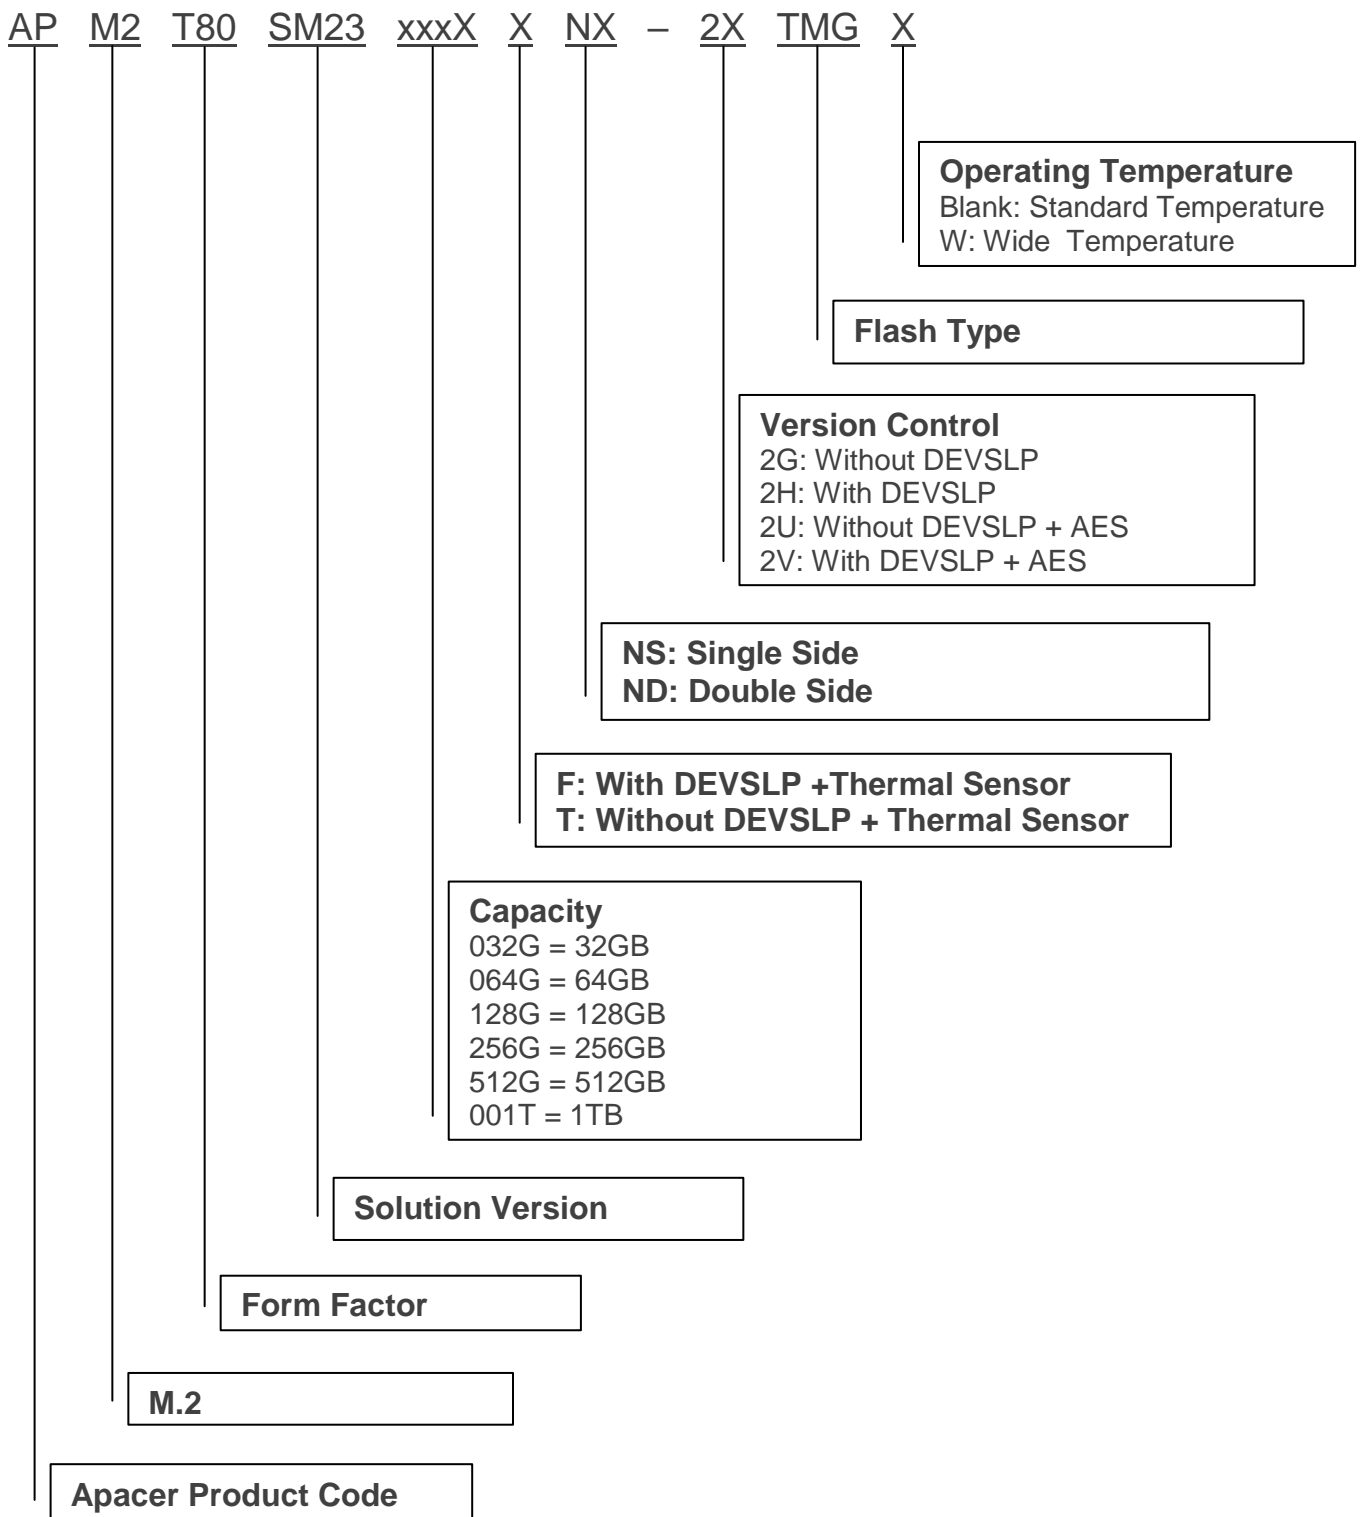 AP M2 T80 SM23 xxxX X NX – 2X TMG X
Operating Temperature
Blank: Standard Temperature
W: Wide Temperature
Flash Type
Version Control
2G: Without DEVSLP
2H: With DEVSLP
2U: Without DEVSLP + AES
2V: With DEVSLP + AES
NS: Single Side
ND: Double Side
F: With DEVSLP +Thermal Sensor
T: Without DEVSLP + Thermal Sensor
Capacity
032G = 32GB
064G = 64GB
128G = 128GB
256G = 256GB
512G = 512GB
001T = 1TB
Solution Version
Form Factor
M.2
Apacer Product Code